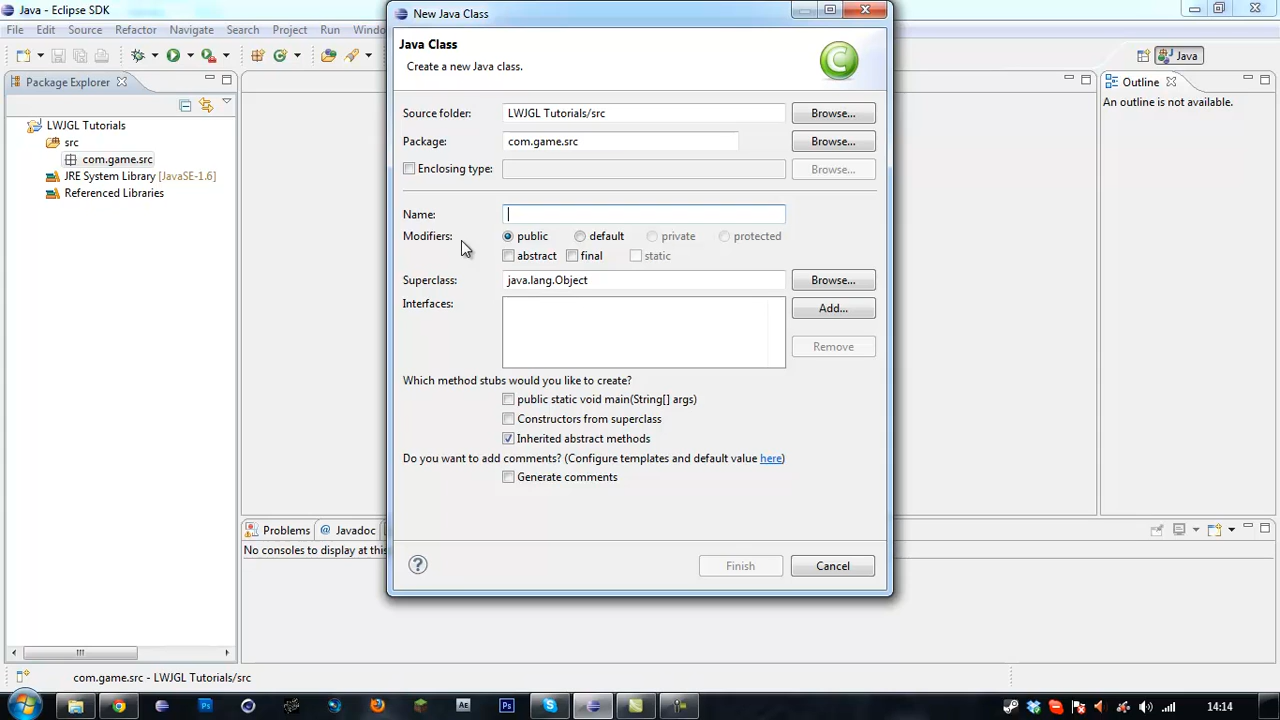 Java - Eclipse SDK
New Java Class
File Edit Source Refactor Navigate Search Project Run
Java Class
Create a new Java class.
Java
Package Explorer
Outline
An outline is not available.
LWJGL Tutorials
src
com.game.src
JRE System Library [JavaSE-1.6]
Referenced Libraries
Source folder: LWJGL Tutorials/src Browse...
Package: com.game.src Browse...
Enclosing type: Browse...
Name:
Modifiers: public default private protected
abstract final static
Superclass: java.lang.Object Browse...
Interfaces: Add...
Remove
Which method stubs would you like to create?
public static void main(String[] args)
Constructors from superclass
Inherited abstract methods
Do you want to add comments? (Configure templates and default value here)
Generate comments
Problems @ Javadoc
No consoles to display at this
? Finish Cancel
com.game.src - LWJGL Tutorials/src
14:14